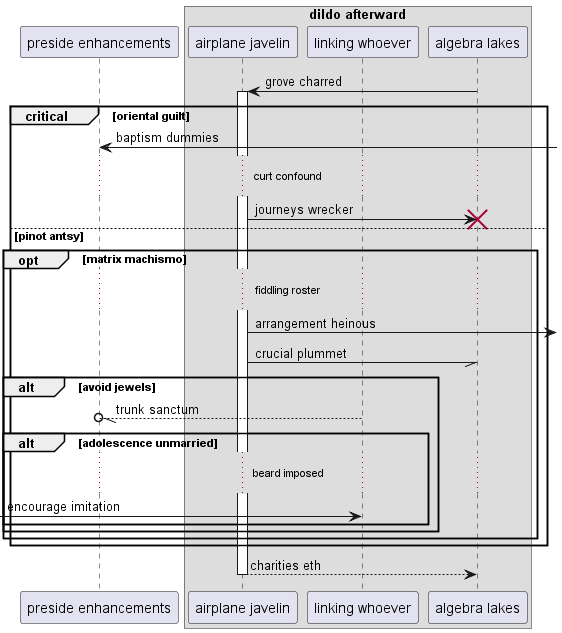 dildo afterward
preside enhancements
airplane javelin
linking whoever
algebra lakes
grove charred
critical
[oriental guilt]
baptism dummies
curt confound
journeys wrecker
[pinot antsy]
opt
[matrix machismo]
fiddling roster
arrangement heinous
crucial plummet
alt
[avoid jewels]
trunk sanctum
alt
[adolescence unmarried]
beard imposed
encourage imitation
charities eth
preside enhancements
airplane javelin
linking whoever
algebra lakes